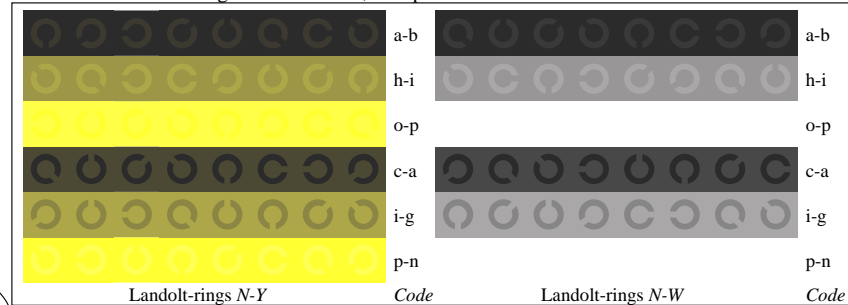 a-b a-b
h-i h-i
o-p o-p
c-a c-a
i-g i-g
p-n p-n
Landolt-rings N-Y Code Landolt-rings N-W Code